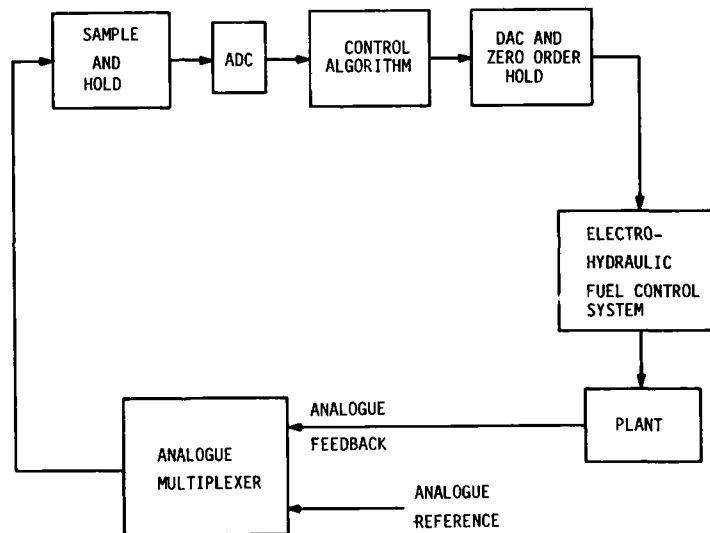 SAMPLE
AND
HOLD
ADC
CONTROL
ALGORITHM
DAC AND
ZERO ORDER
HOLD
ELECTRO-
HYDRAULIC
FUEL CONTROL
SYSTEM
PLANT
ANALOGUE
FEEDBACK
ANALOGUE
MULTIPLEXER
ANALOGUE
REFERENCE